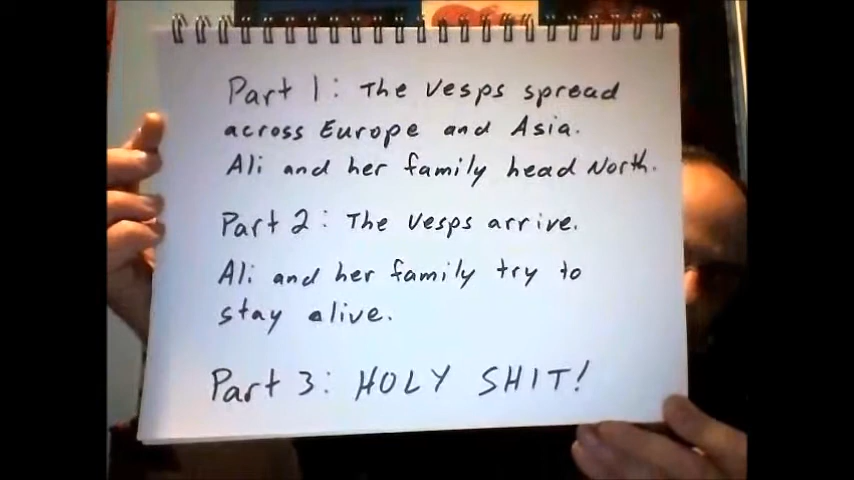 Part 1: The Vesps spread
across Europe and Asia.
Ali and her family head North.
Part 2: The Vesps arrive.
Ali and her family try to
stay alive.
Part 3: HOLY SHIT!